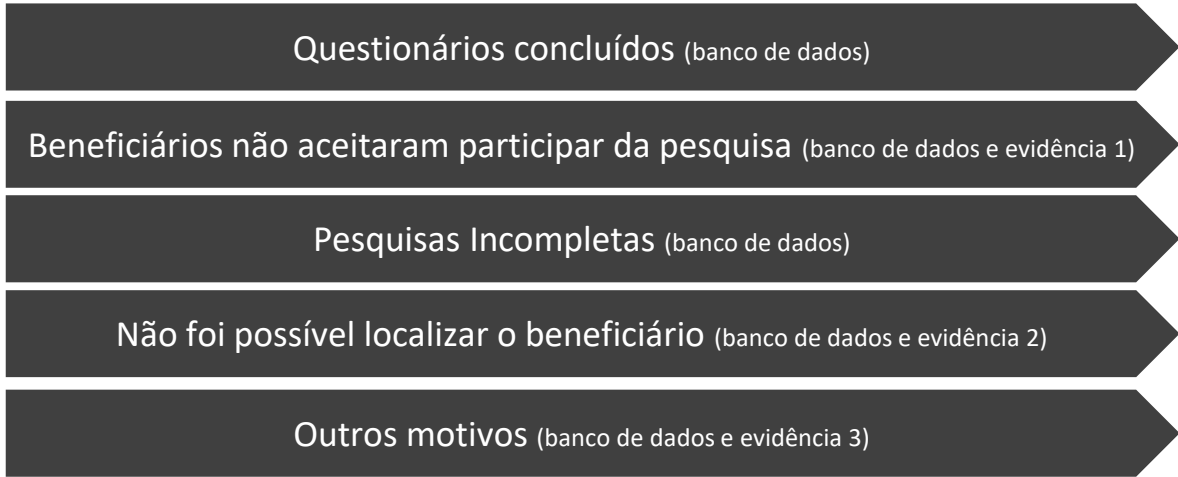 Questionários concluídos (banco de dados)
Beneficiários não aceitaram participar da pesquisa (banco de dados e evidência 1)
Pesquisas Incompletas (banco de dados)
Não foi possível localizar o beneficiário (banco de dados e evidência 2)
Outros motivos (banco de dados e evidência 3)